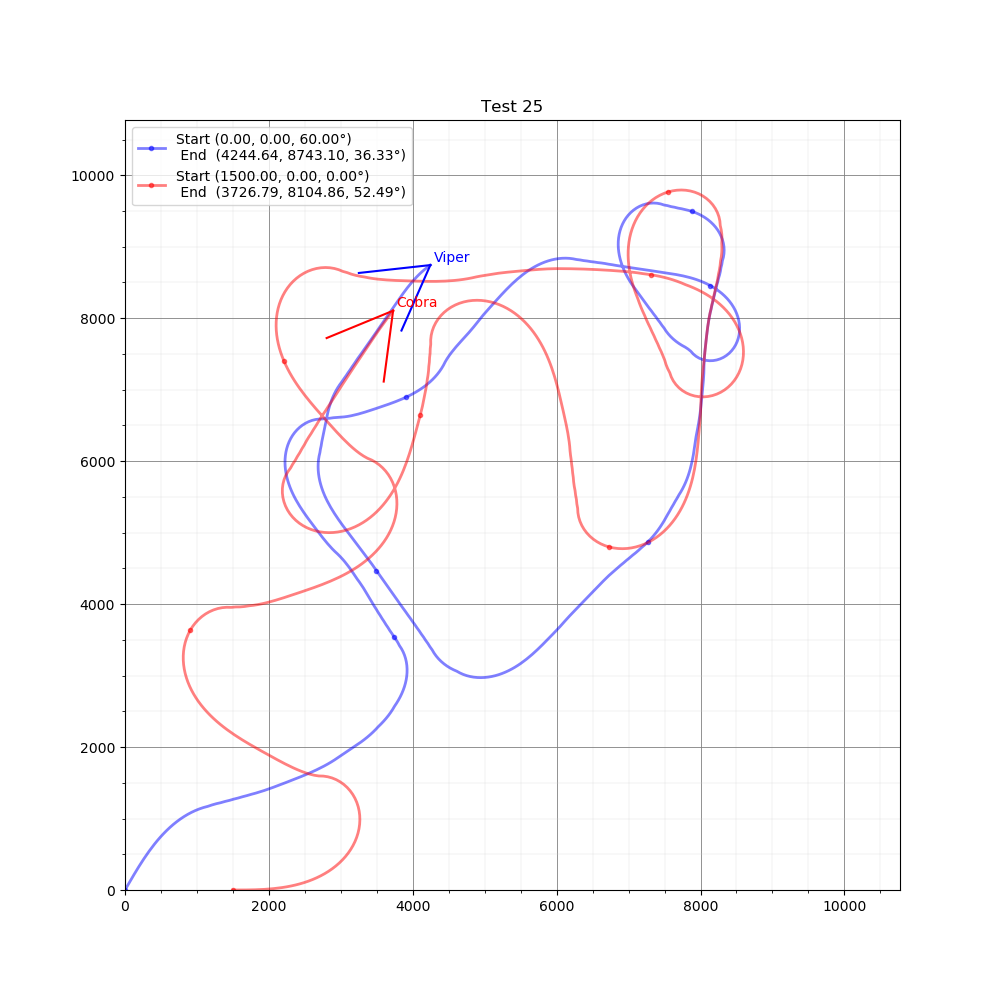 Test 25
Start (0.00, 0.00, 60.00°)
End (4244.64, 8743.10, 36.33°)
Start (1500.00, 0.00, 0.00°)
End (3726.79, 8104.86, 52.49°)
Viper
Cobra
10000
8000
6000
4000
2000
0
0 2000 4000 6000 8000 10000